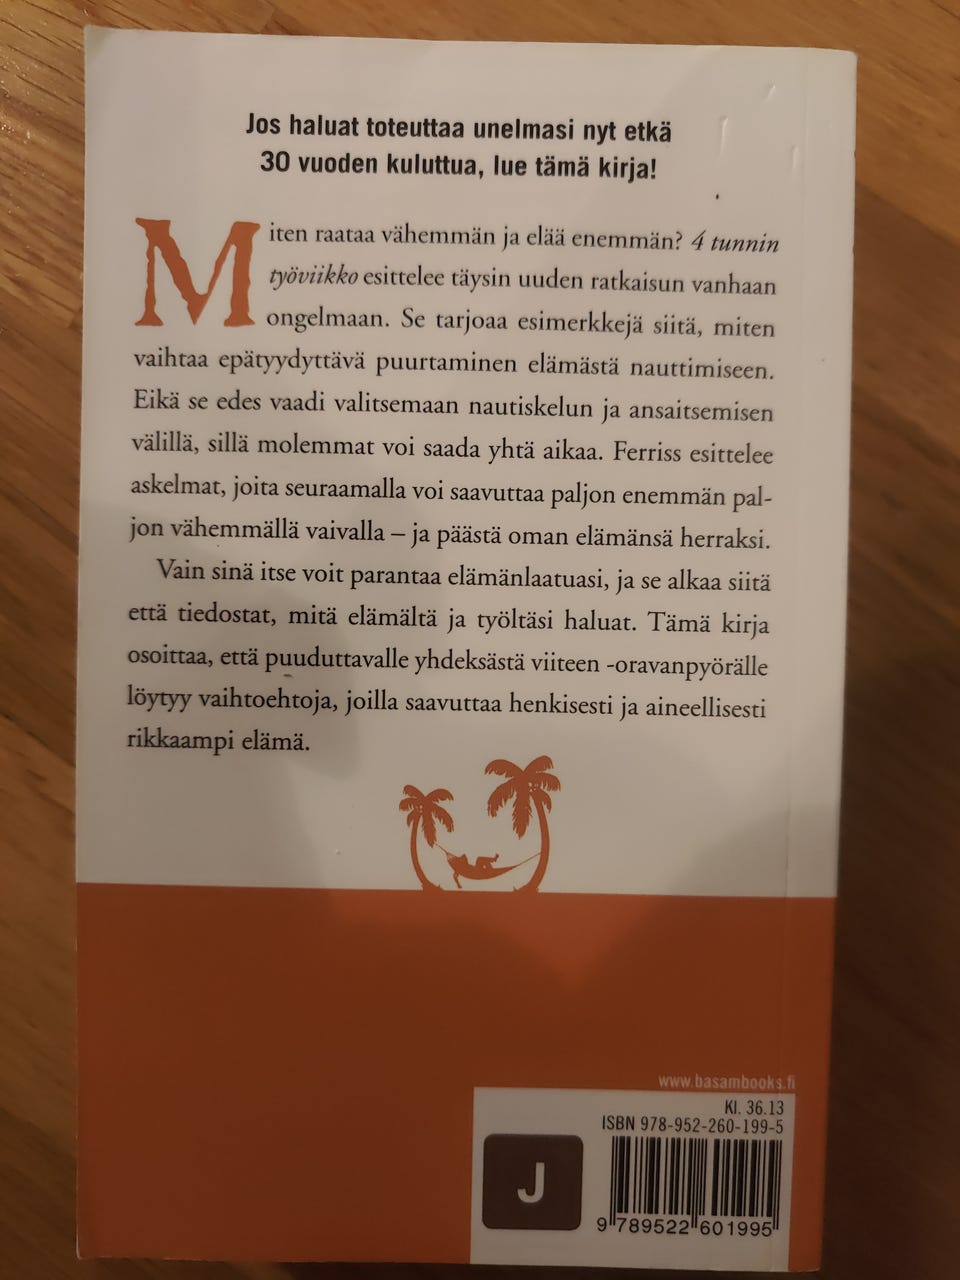 Jos haluat toteuttaa unelmasi nyt etkä
30 vuoden kuluttua, lue tämä kirja!
Miten raataa vähemmän ja elää enemmän? 4 tunnin
työviikko esittelee täysin uuden ratkaisun vanhaan
ongelmaan. Se tarjoaa esimerkkejä siitä, miten
vaihtaa epätyydyttävä puurtaminen elämästä nauttimiseen.
Eikä se edes vaadi valitsemaan nautiskelun ja ansaitsemisen
välillä, sillä molemmat voi saada yhtä aikaa. Ferriss esittelee
askelmat, joita seuraamalla voi saavuttaa paljon enemmän pal-
jon vähemmällä vaivalla – ja päästä oman elämänsä herraksi.
Vain sinä itse voit parantaa elämänlaatuasi, ja se alkaa siitä
että tiedostat, mitä elämältä ja työltäsi haluat. Tämä kirja
osoittaa, että puuduttavalle yhdeksästä viiteen -oravanpyörälle
löytyy vaihtoehtoja, joilla saavuttaa henkisesti ja aineellisesti
rikkaampi elämä.
www.basambooks.fi
Kl. 36.13
ISBN 978-952-260-199-5
J
9 789522 601995